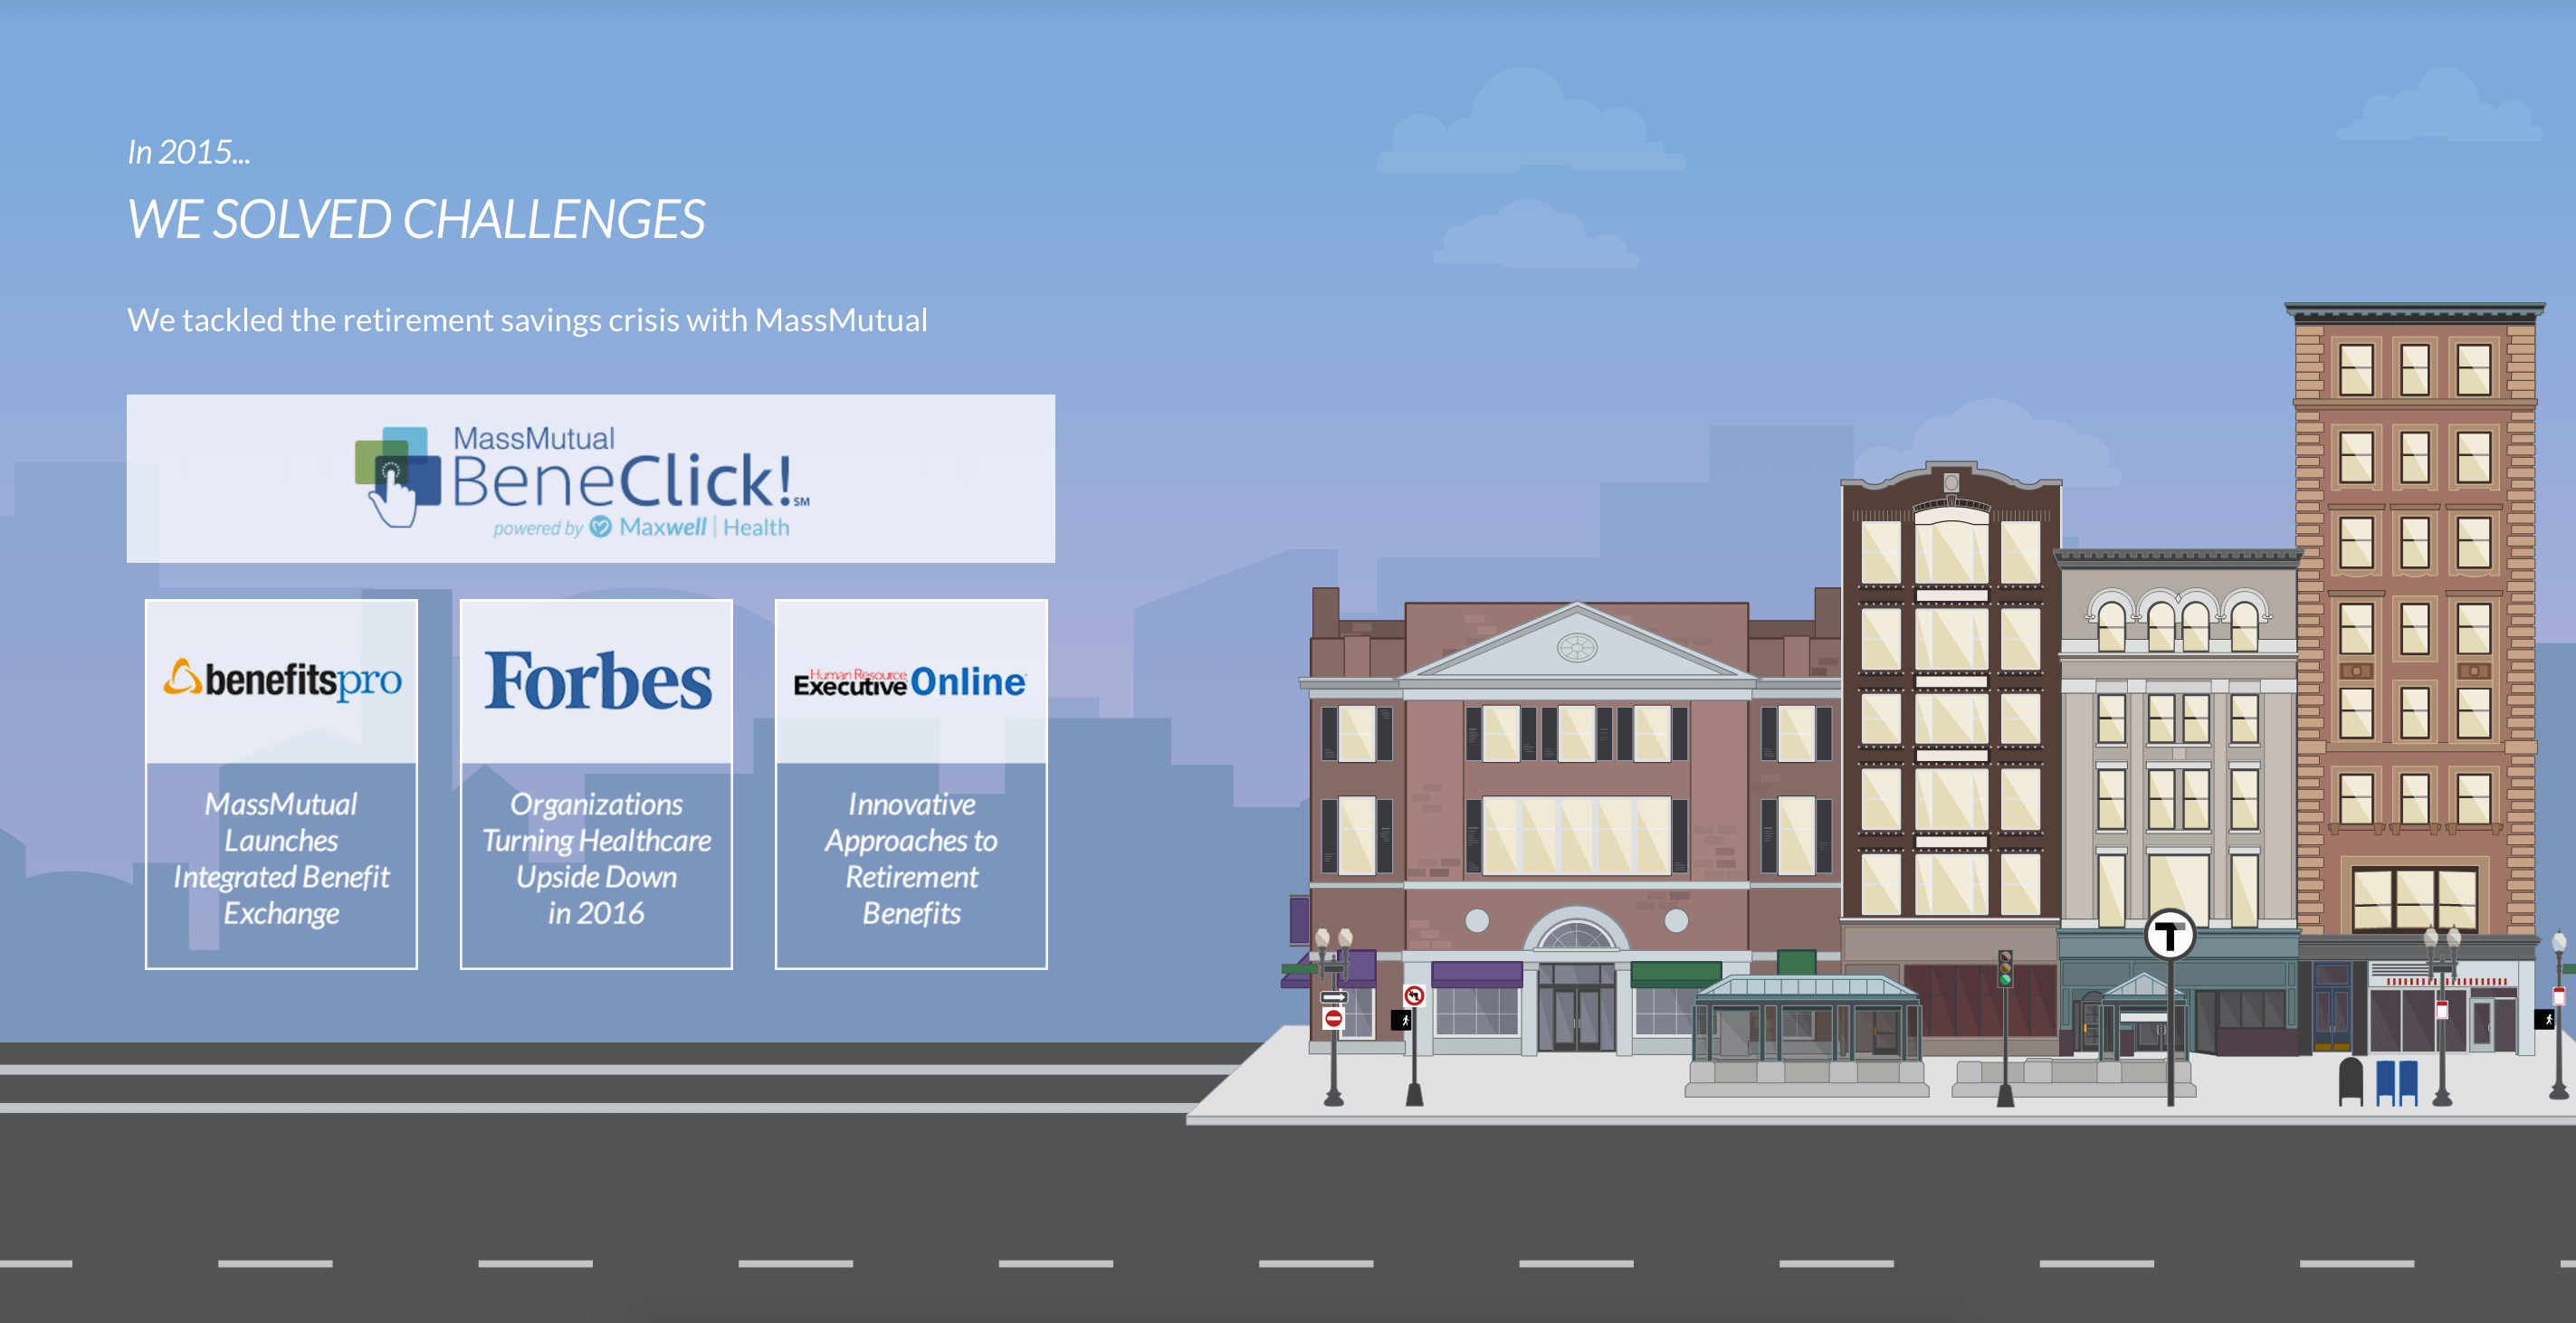 In 2015...
WE SOLVED CHALLENGES
We tackled the retirement savings crisis with MassMutual
MassMutual
BeneClick!SM
powered by Maxwell | Health
benefitspro
Forbes
Human Resource
Executive Online
MassMutual
Launches
Integrated Benefit
Exchange
Organizations
Turning Healthcare
Upside Down
in 2016
Innovative
Approaches to
Retirement
Benefits
T